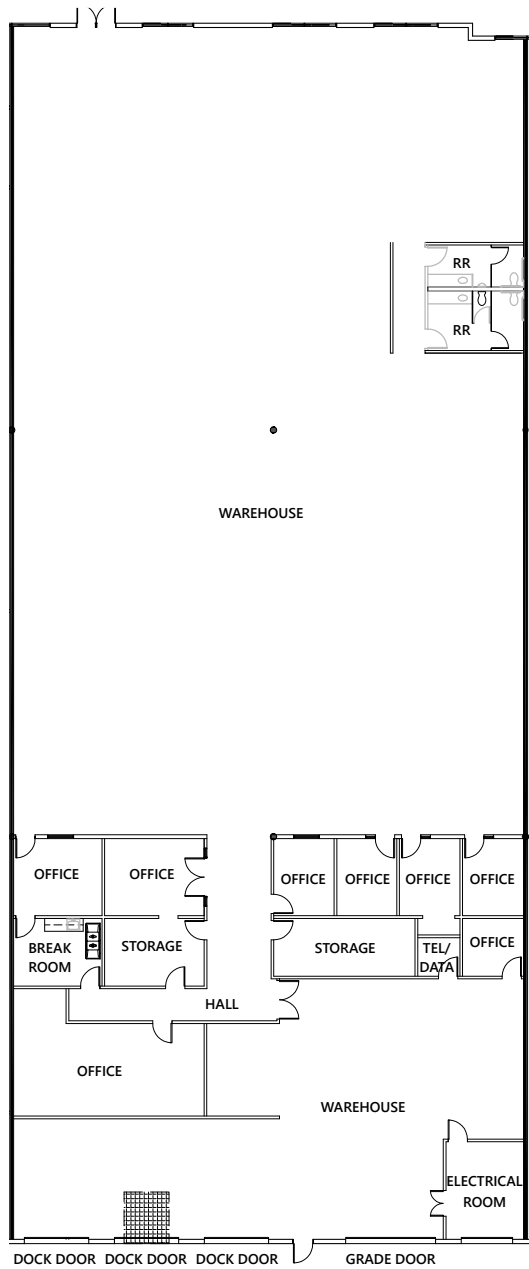 RR
RR
WAREHOUSE
OFFICE
OFFICE
OFFICE
OFFICE
OFFICE
OFFICE
BREAK
ROOM
STORAGE
STORAGE
TEL/
DATA
OFFICE
HALL
OFFICE
WAREHOUSE
ELECTRICAL
ROOM
DOCK DOOR
DOCK DOOR
DOCK DOOR
GRADE DOOR